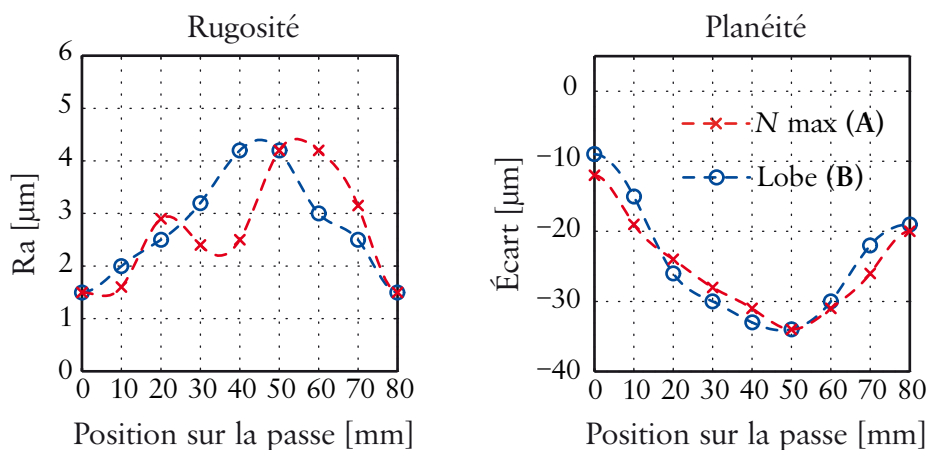 Rugosité
Ra [µm]
6
5
4
3
2
1
0
0 10 20 30 40 50 60 70 80
Position sur la passe [mm]
Planéité
Écart [µm]
0
−10
−20
−30
−40
N max (A)
Lobe (B)
0 10 20 30 40 50 60 70 80
Position sur la passe [mm]